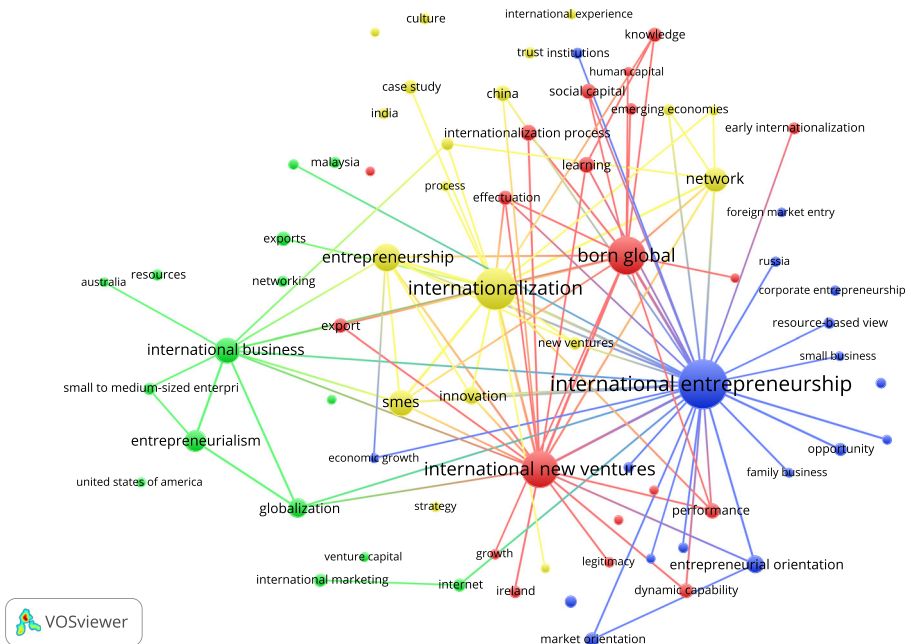 international experience
culture
knowledge
trust
institutions
human capital
case study
china
social capital
india
emerging economies
internationalization process
early internationalization
malaysia
learning
process
effectuation
network
foreign market entry
exports
entrepreneurship
born global
russia
resources
australia
networking
internationalization
corporate entrepreneurship
export
resource-based view
international business
new ventures
small business
small to medium-sized enterpri
smes
innovation
international entrepreneurship
entrepreneurialism
economic growth
international new ventures
opportunity
family business
united states of america
globalization
strategy
performance
venture capital
growth
legitimacy
entrepreneurial orientation
international marketing
internet
ireland
dynamic capability
VOSviewer
market orientation